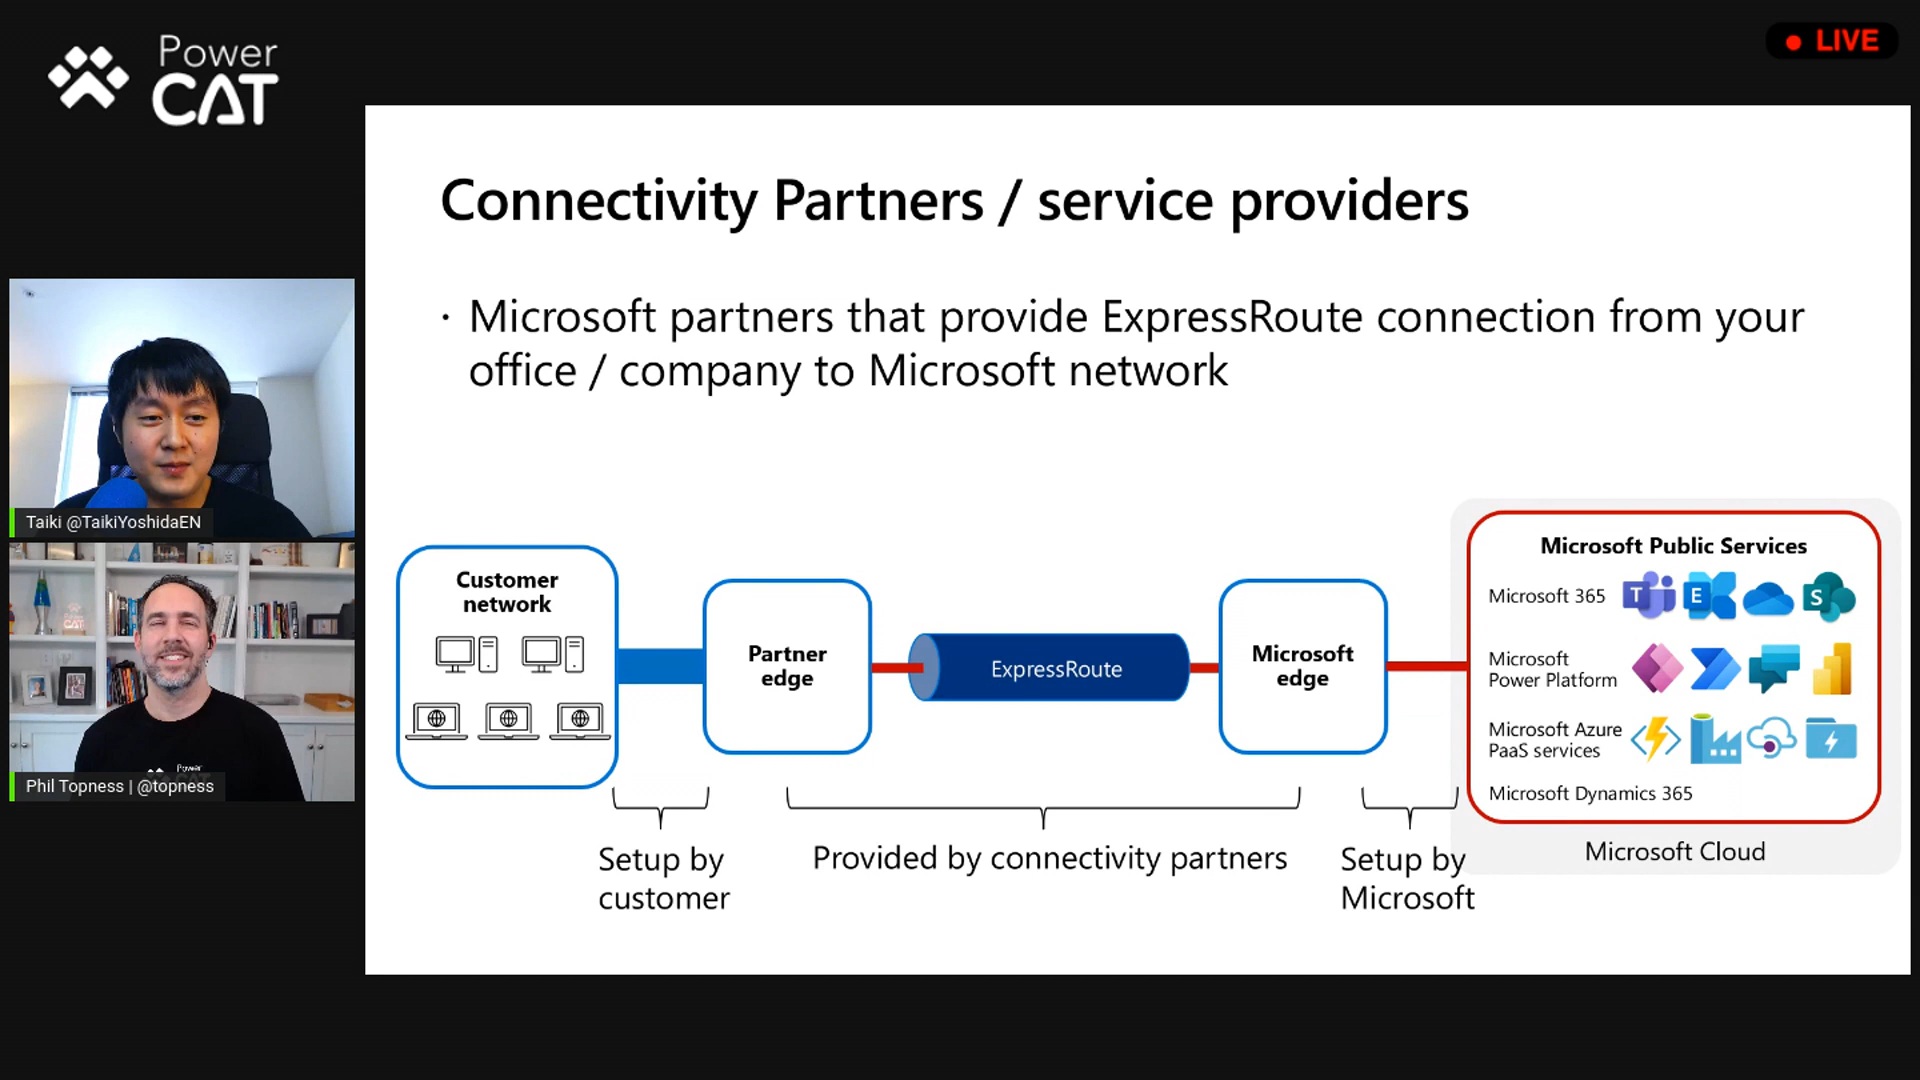 Power
CAT
LIVE
Connectivity Partners / service providers
· Microsoft partners that provide ExpressRoute connection from your
office / company to Microsoft network
Taiki @TaikiYoshidaEN
Phil Topness | @topness
Customer
network
Partner
edge
ExpressRoute
Microsoft
edge
Microsoft Public Services
Microsoft 365
T
E
S
Microsoft
Power Platform
Microsoft Azure
PaaS services
Microsoft Dynamics 365
Microsoft Cloud
Setup by
customer
Provided by connectivity partners
Setup by
Microsoft
Power
CAT